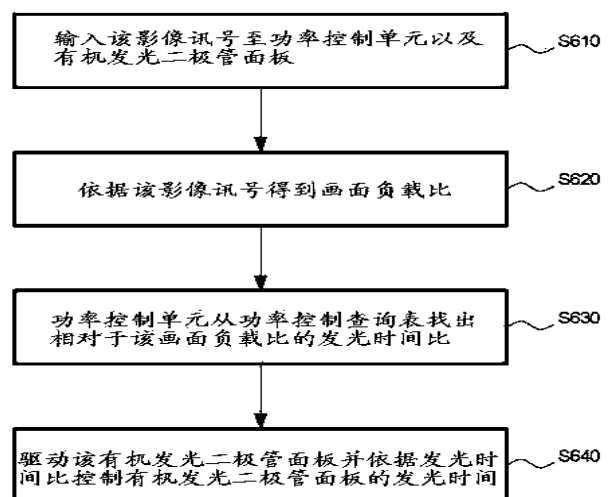 输入该影像讯号至功率控制单元以及
有机发光二极管面板
S610
依据该影像讯号得到画面负载比
S620
功率控制单元从功率控制查询表找出
相对于该画面负载比的发光时间比
S630
驱动该有机发光二极管面板并依据发光时
间比控制有机发光二极管面板的发光时间
S640